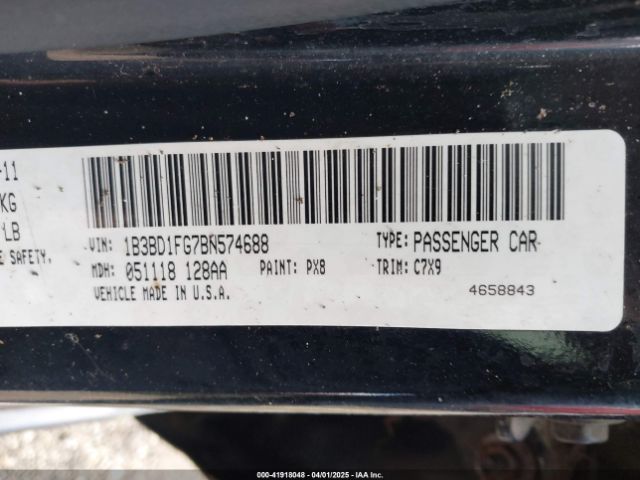 -11
KG
LB
E SAFETY.
VIN: 1B3BD1FG7BN574688
TYPE: PASSENGER CAR
MDH: 051118 128AA
PAINT: PX8
TRIM: C7X9
VEHICLE MADE IN U.S.A.
4658843
000-41918048 - 04/01/2025 - IAA Inc.